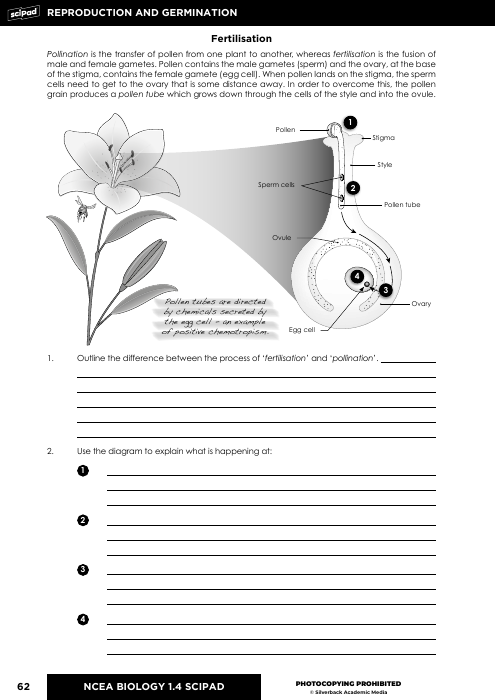 scipad REPRODUCTION AND GERMINATION
Fertilisation
Pollination is the transfer of pollen from one plant to another, whereas fertilisation is the fusion of
male and female gametes. Pollen contains the male gametes (sperm) and the ovary, at the base
of the stigma, contains the female gamete (egg cell). When pollen lands on the stigma, the sperm
cells need to get to the ovary that is some distance away. In order to overcome this, the pollen
grain produces a pollen tube which grows down through the cells of the style and into the ovule.
1
Pollen
Stigma
Style
Sperm cells
2
Pollen tube
Ovule
4
3
Ovary
Egg cell
Pollen tubes are directed
by chemicals secreted by
the egg cell – an example
of positive chemotropism.
1. Outline the difference between the process of ‘fertilisation’ and ‘pollination’.
2. Use the diagram to explain what is happening at:
1
2
3
4
62 NCEA BIOLOGY 1.4 SCIPAD
PHOTOCOPYING PROHIBITED
© Silverback Academic Media